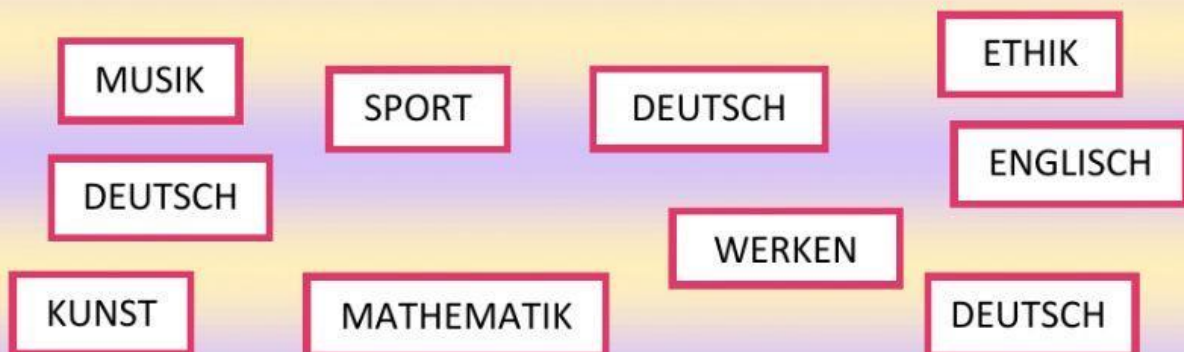 MUSIK
SPORT
DEUTSCH
ETHIK
DEUTSCH
ENGLISCH
WERKEN
KUNST
MATHEMATIK
DEUTSCH